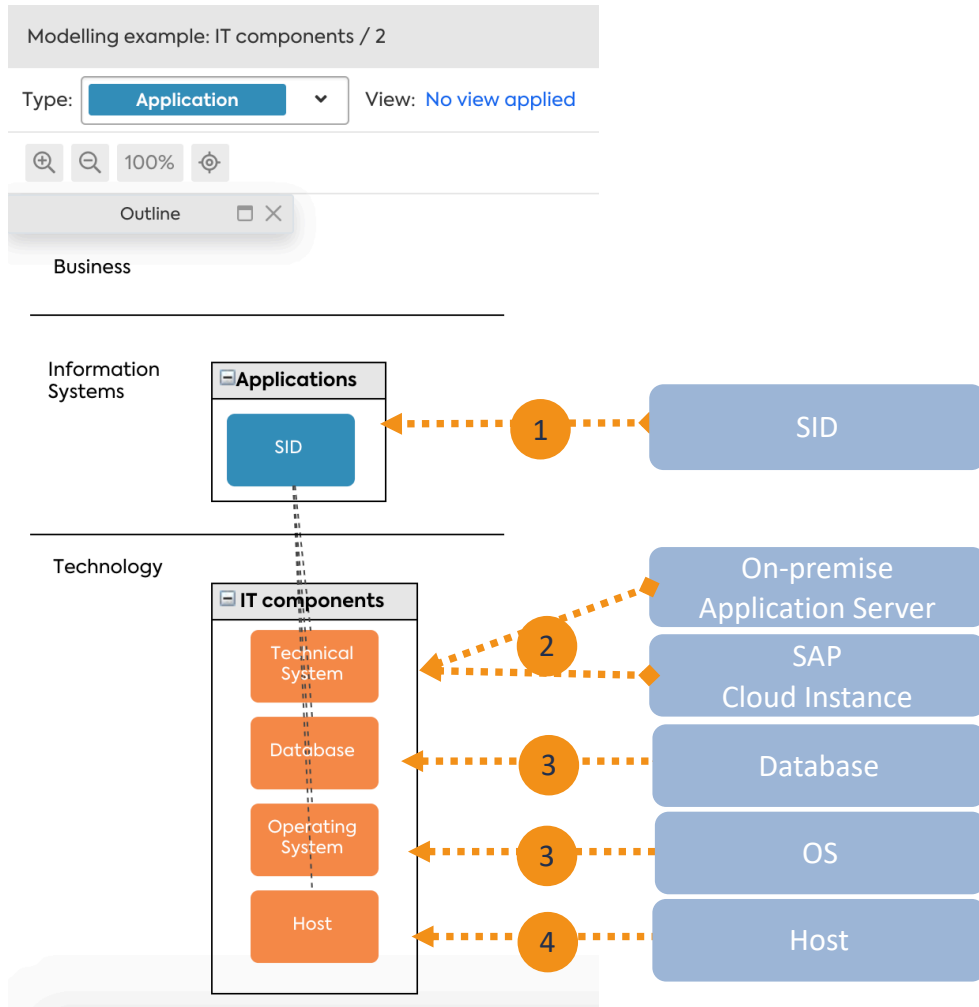 Modelling example: IT components / 2
Type:
Application
View: No view applied
100%
Outline
Business
Information
Systems
Applications
SID
1
SID
Technology
IT components
Technical
System
2
On-premise
Application Server
SAP
Cloud Instance
Database
3
Database
Operating
System
3
OS
Host
4
Host